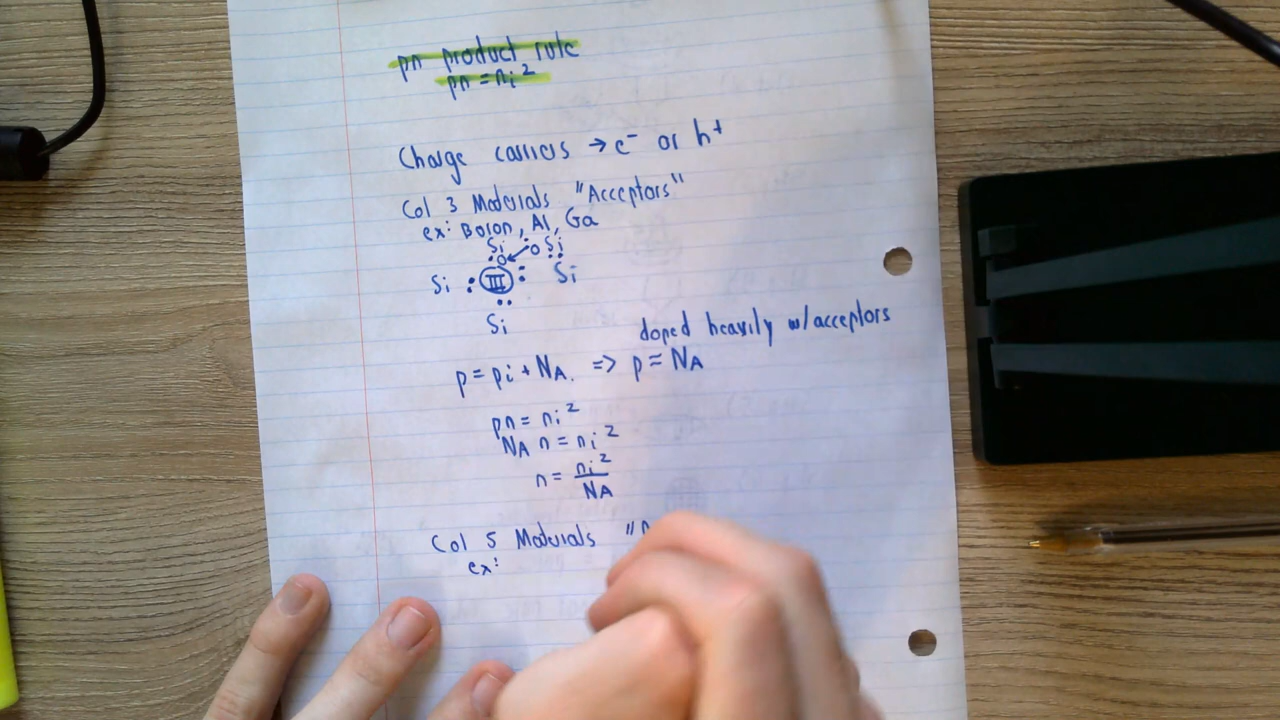 pn product rule
pn = ni²
Charge carriers → e⁻ or h⁺
Col 3 Materials "Acceptors"
ex: Boron, Al, Ga
Si Si
Si III Si
Si
doped heavily w/acceptors
p = pi + NA. => p = NA
pn = ni²
NA n = ni²
n = ni²/NA
Col 5 Materials "
ex: